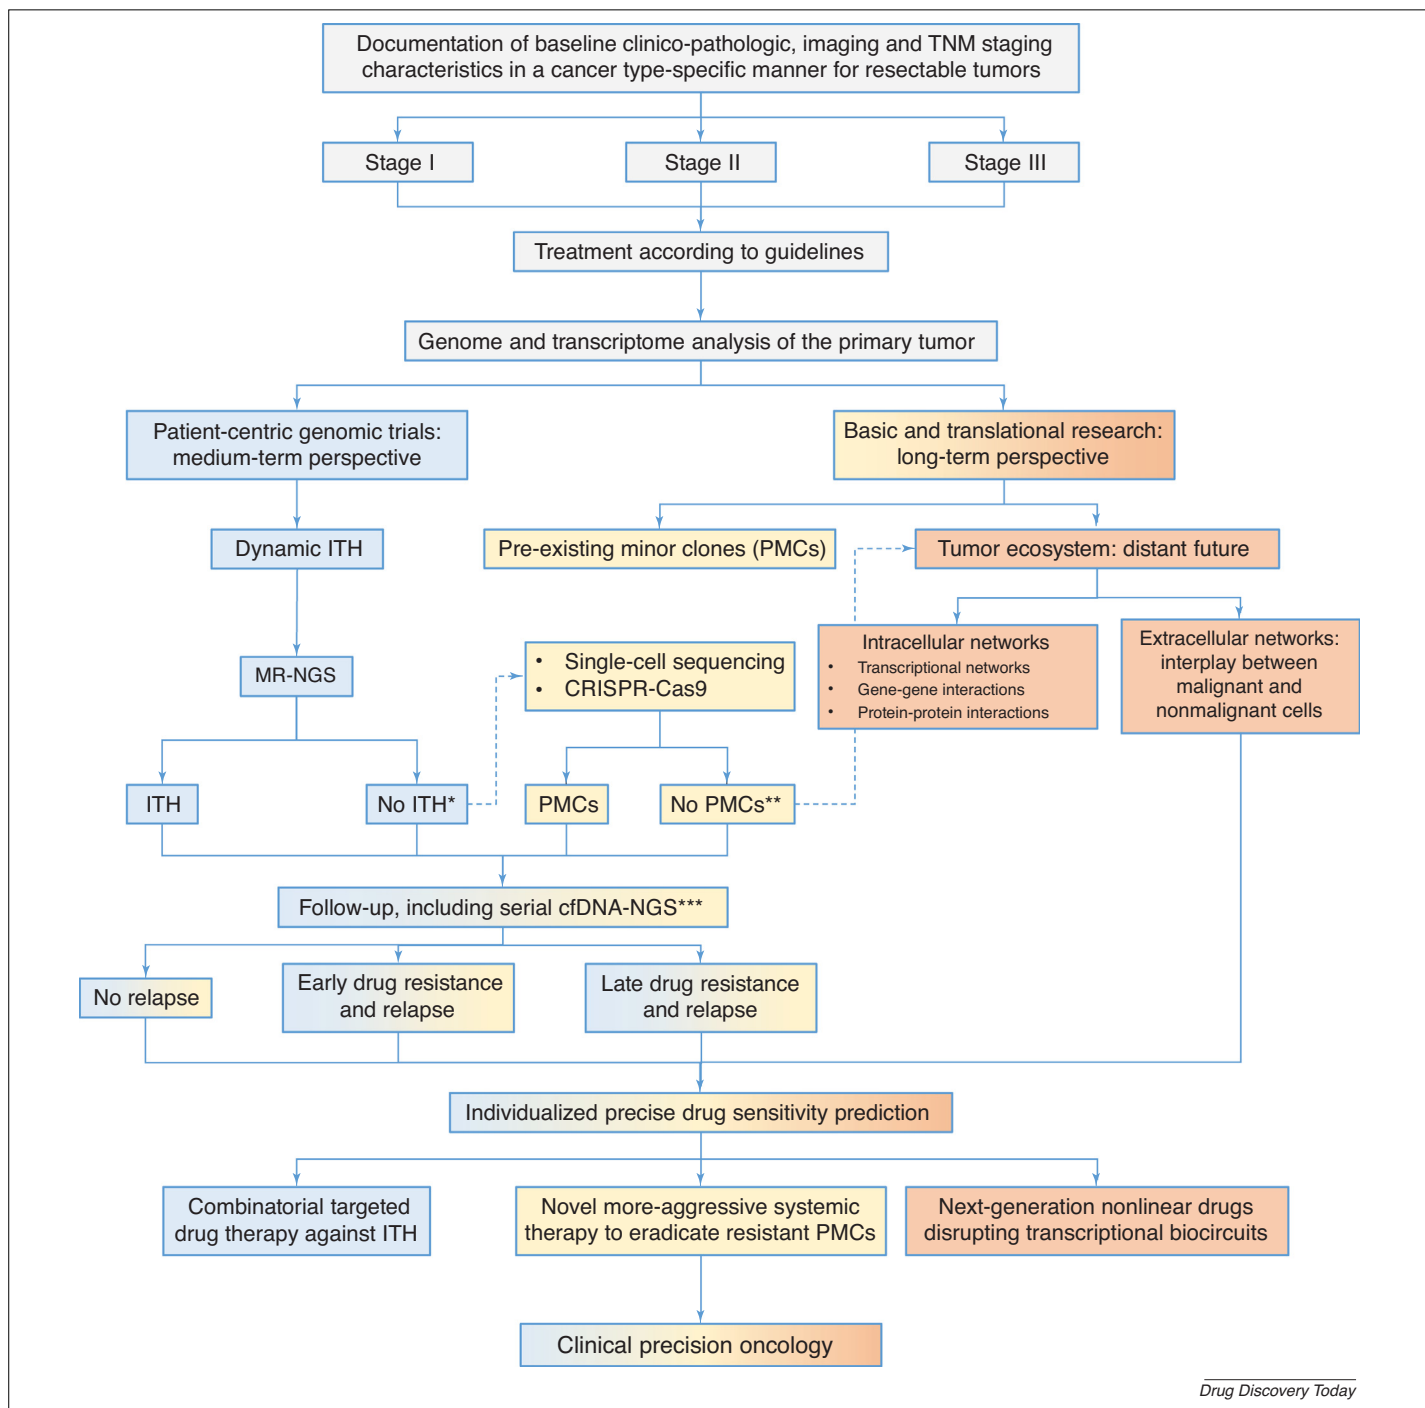 Documentation of baseline clinico-pathologic, imaging and TNM staging
characteristics in a cancer type-specific manner for resectable tumors
Stage I
Stage II
Stage III
Treatment according to guidelines
Genome and transcriptome analysis of the primary tumor
Patient-centric genomic trials:
medium-term perspective
Basic and translational research:
long-term perspective
Dynamic ITH
Pre-existing minor clones (PMCs)
Tumor ecosystem: distant future
MR-NGS
• Single-cell sequencing
• CRISPR-Cas9
Intracellular networks
• Transcriptional networks
• Gene-gene interactions
• Protein-protein interactions
Extracellular networks:
interplay between
malignant and
nonmalignant cells
ITH
No ITH*
PMCs
No PMCs**
Follow-up, including serial cfDNA-NGS***
No relapse
Early drug resistance
and relapse
Late drug resistance
and relapse
Individualized precise drug sensitivity prediction
Combinatorial targeted
drug therapy against ITH
Novel more-aggressive systemic
therapy to eradicate resistant PMCs
Next-generation nonlinear drugs
disrupting transcriptional biocircuits
Clinical precision oncology
Drug Discovery Today